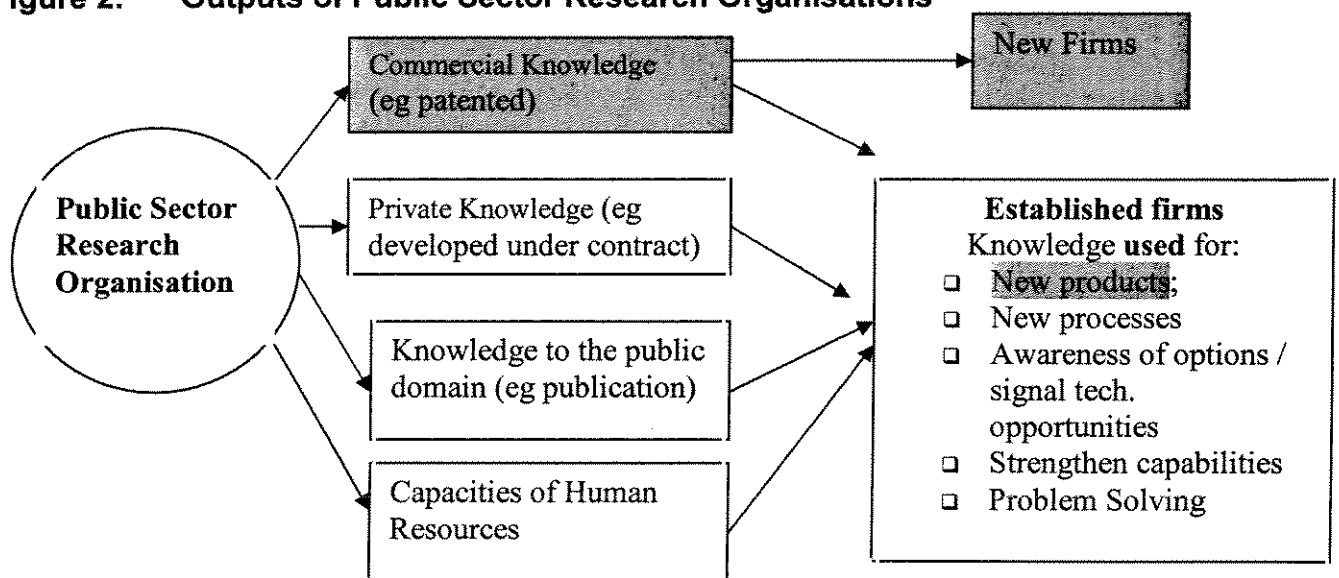 igure 2. Outputs of Public Sector Research Organisations
Commercial Knowledge
(eg patented)
New Firms
Public Sector
Research
Organisation
Private Knowledge (eg
developed under contract)
Knowledge to the public
domain (eg publication)
Capacities of Human
Resources
Established firms
Knowledge used for:
❑ New products;
❑ New processes
❑ Awareness of options /
signal tech.
opportunities
❑ Strengthen capabilities
❑ Problem Solving